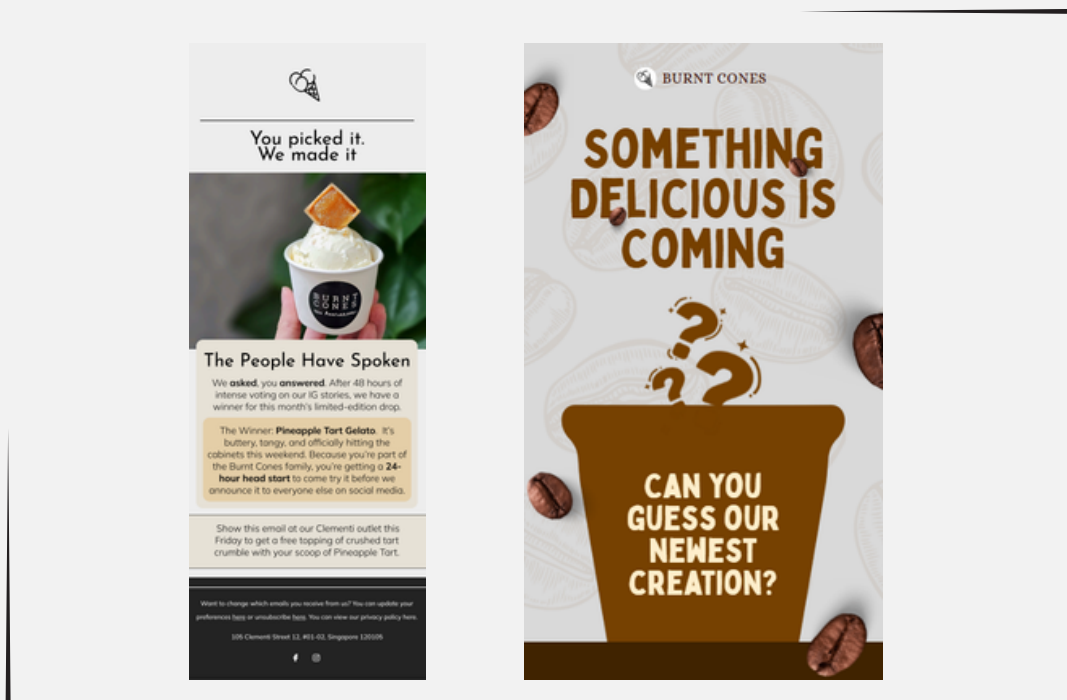 You picked it.
We made it
BURNT
CONES
The People Have Spoken
We asked, you answered. After 48 hours of
intense voting on our IG stories, we have a
winner for this month's limited-edition drop.
The Winner: Pineapple Tart Gelato. It's
buttery, tangy, and officially hitting the
cabinets this weekend. Because you're part of
the Burnt Cones family, you're getting a 24-
hour head start to come try it before we
announce it to everyone else on social media.
Show this email at our Clementi outlet this
Friday to get a free topping of crushed tart
crumble with your scoop of Pineapple Tart.
Want to change which emails you receive from us? You can update your
preferences here or unsubscribe here. You can view our privacy policy here.
105 Clementi Street 12, #01-02, Singapore 120105
BURNT CONES
SOMETHING
DELICIOUS IS
COMING
???
CAN YOU
GUESS OUR
NEWEST
CREATION?